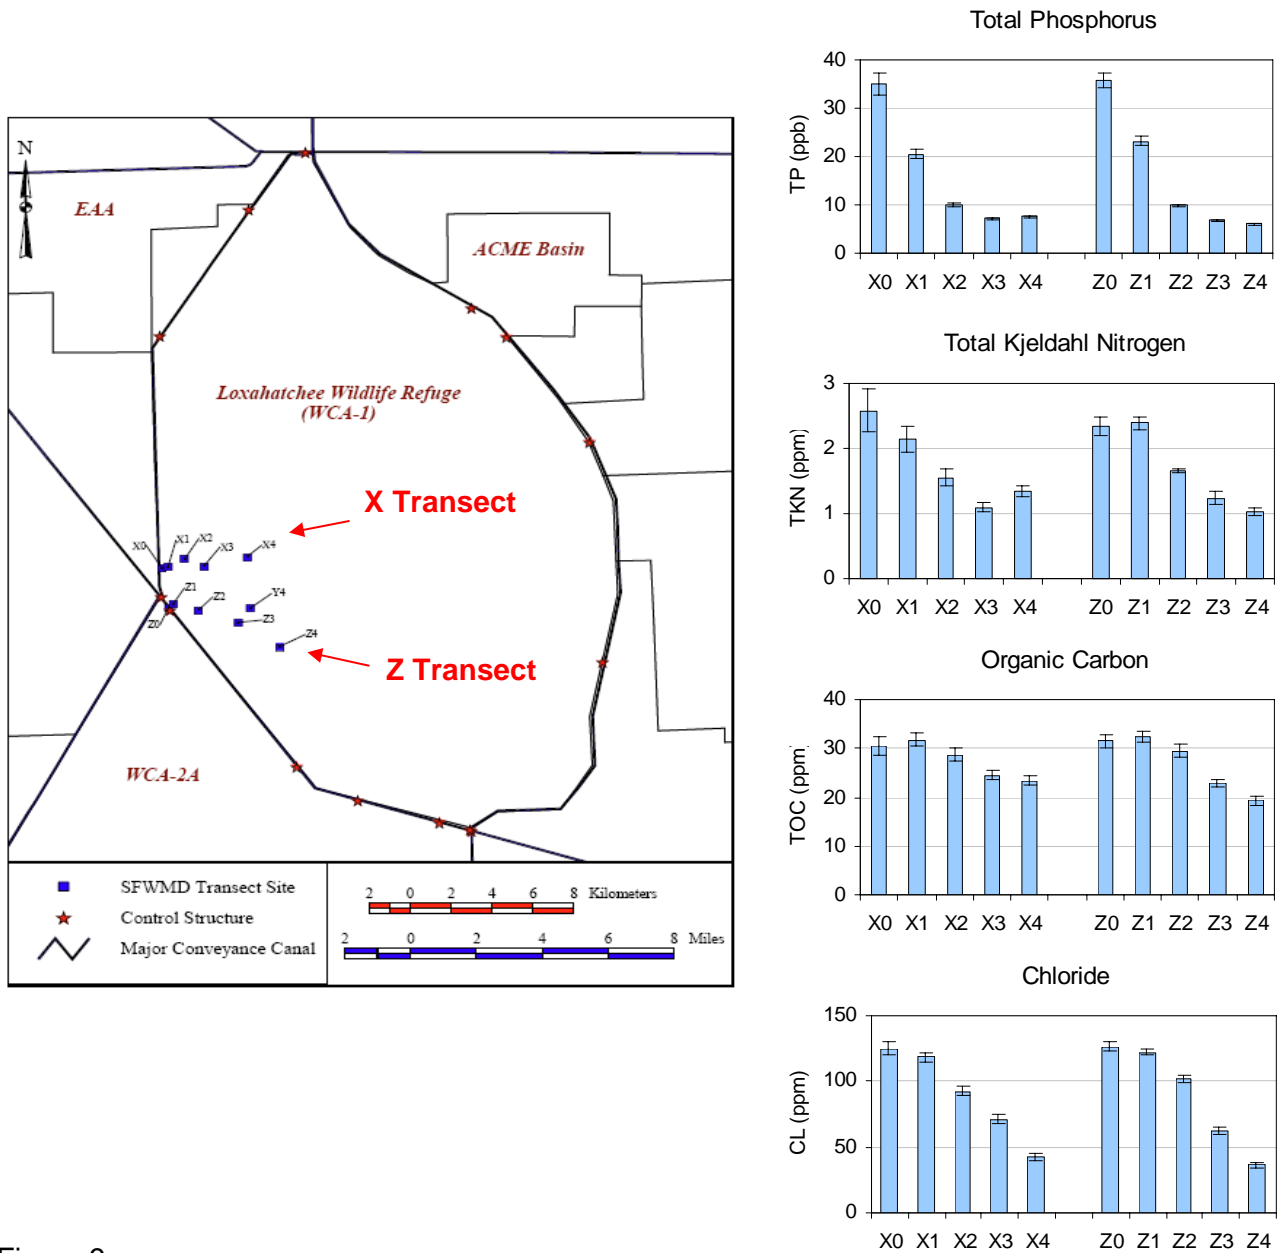 N
EAA
ACME Basin
Loxahatchee Wildlife Refuge
(WCA-1)
X Transect
X0
X1
X2
X3
X4
Z1
Z0
Z2
Y4
Z3
Z4
Z Transect
WCA-2A
SFWMD Transect Site
Control Structure
Major Conveyance Canal
2 0 2 4 6 8 Kilometers
2 0 2 4 6 8 Miles
Total Phosphorus
TP (ppb)
40
30
20
10
0
X0 X1 X2 X3 X4 Z0 Z1 Z2 Z3 Z4
Total Kjeldahl Nitrogen
TKN (ppm)
3
2
1
0
X0 X1 X2 X3 X4 Z0 Z1 Z2 Z3 Z4
Organic Carbon
TOC (ppm)
40
30
20
10
0
X0 X1 X2 X3 X4 Z0 Z1 Z2 Z3 Z4
Chloride
CL (ppm)
150
100
50
0
X0 X1 X2 X3 X4 Z0 Z1 Z2 Z3 Z4